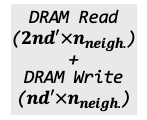 DRAM Read
(2nd'×n_neigh.)
+
DRAM Write
(nd'×n_neigh.)